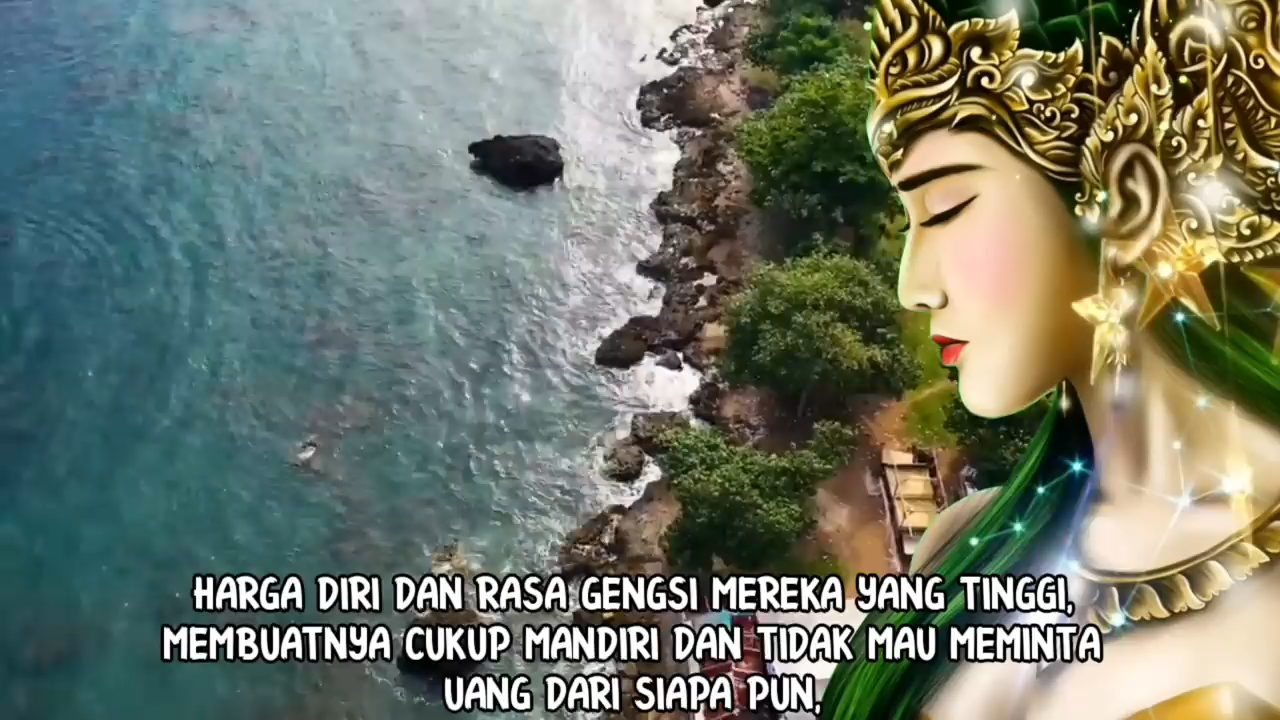 HARGA DIRI DAN RASA GENGSI MEREKA YANG TINGGI,
MEMBUATNYA CUKUP MANDIRI DAN TIDAK MAU MEMINTA
UANG DARI SIAPA PUN,